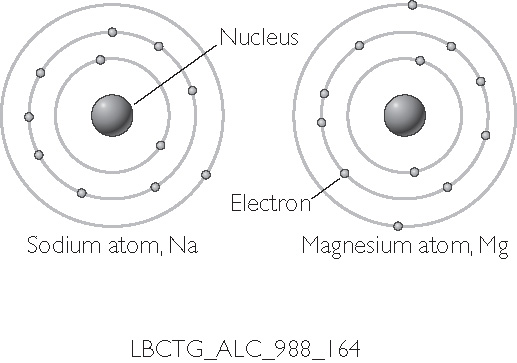 Nucleus
Electron
Sodium atom, Na
Magnesium atom, Mg
LBCTG_ALC_988_164